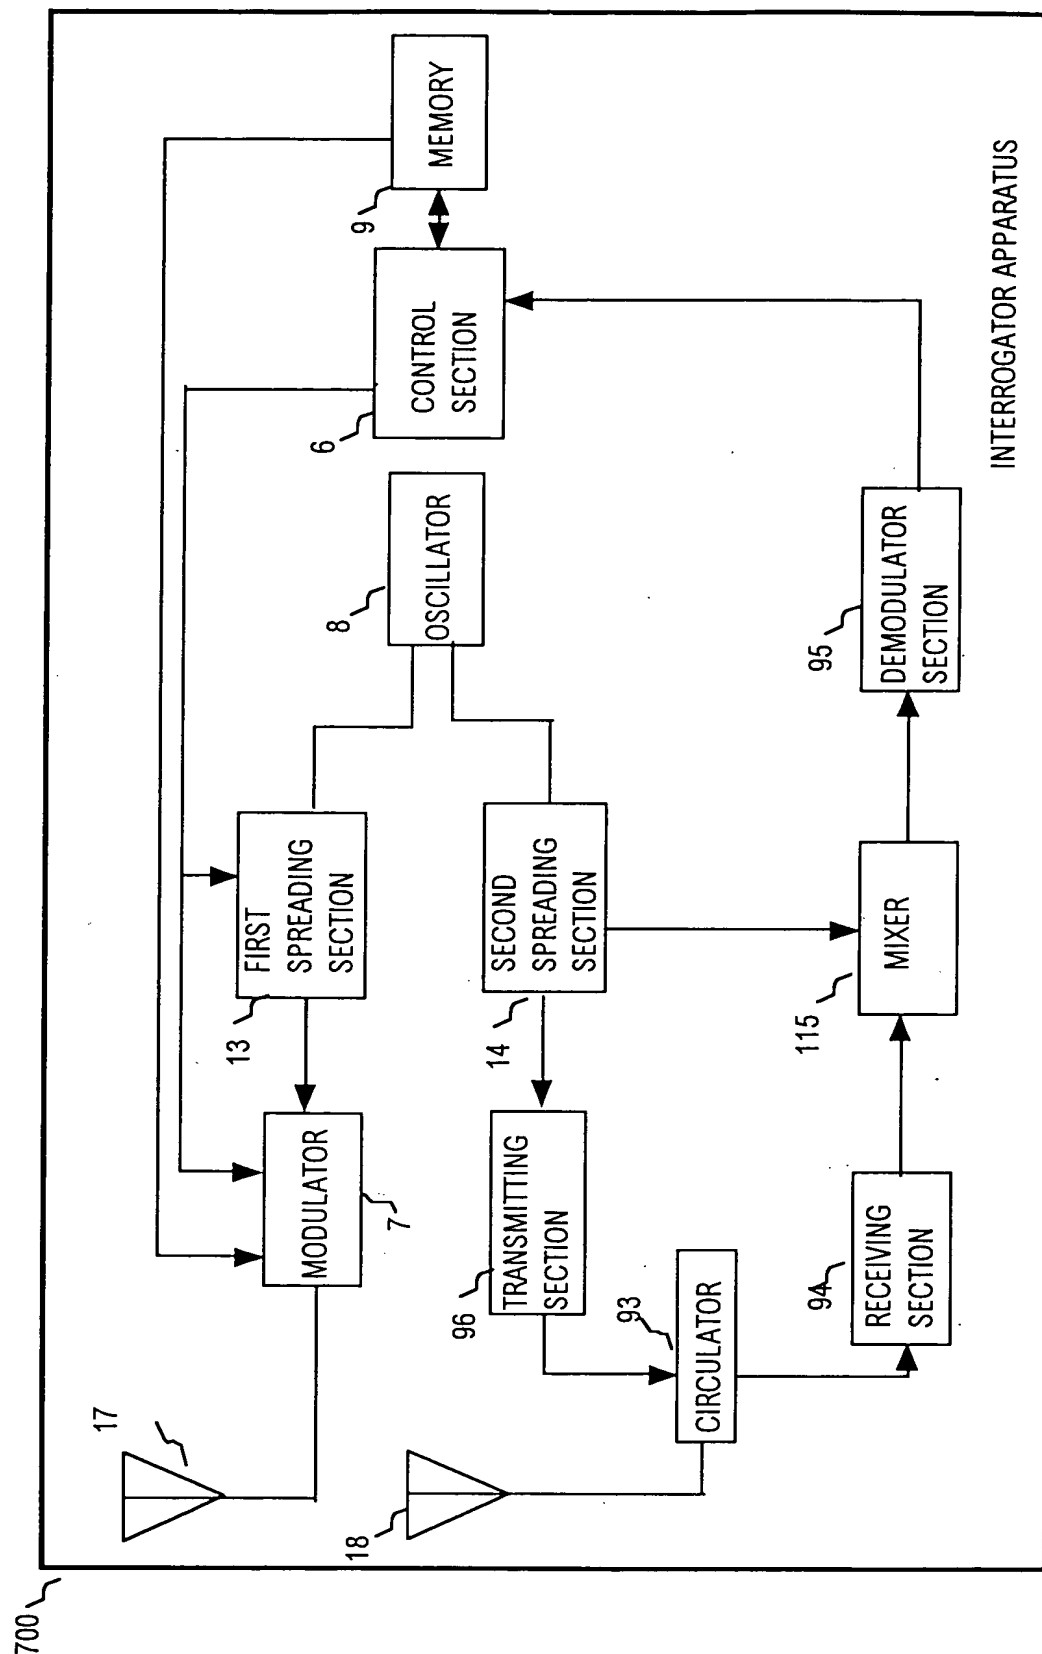 700
17
18
MODULATOR
7
13
FIRST
SPREADING
SECTION
TRANSMITTING
SECTION
96
14
SECOND
SPREADING
SECTION
CIRCULATOR
93
OSCILLATOR
8
CONTROL
SECTION
6
MEMORY
9
RECEIVING
SECTION
94
MIXER
115
DEMODULATOR
SECTION
95
INTERROGATOR APPARATUS